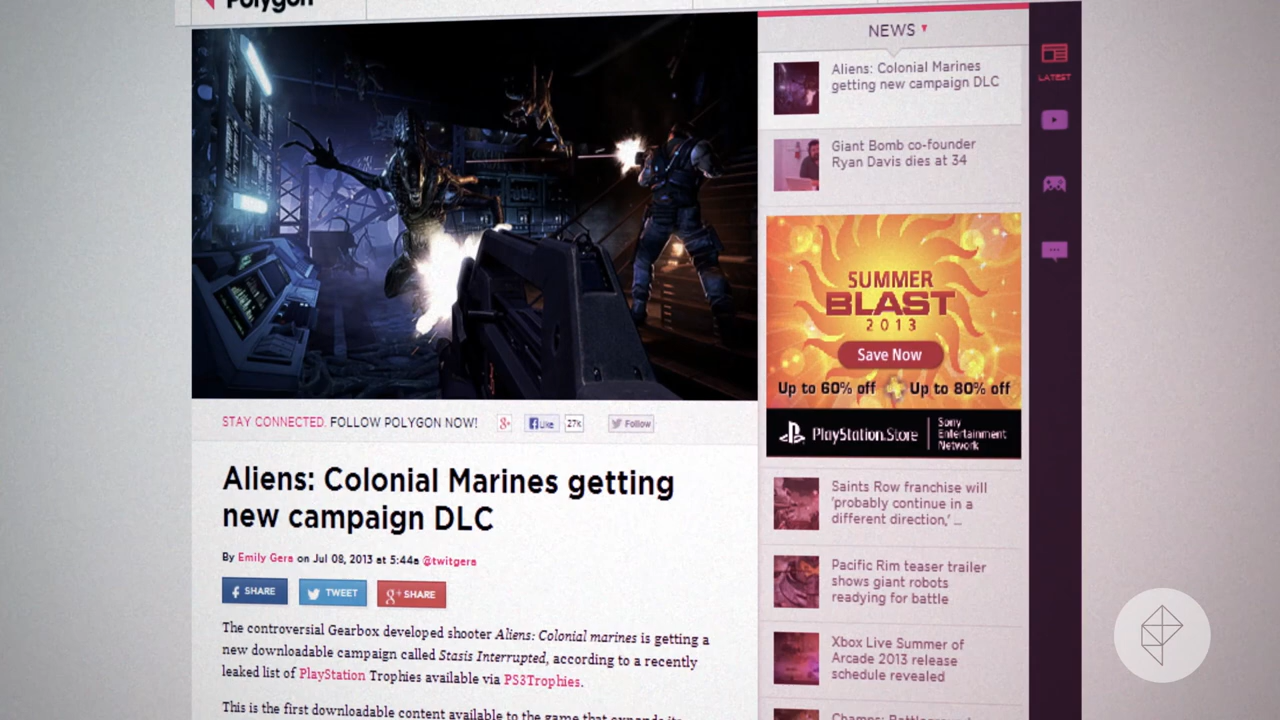 Polygon
STAY CONNECTED. FOLLOW POLYGON NOW!
Like
27K
Follow
Aliens: Colonial Marines getting
new campaign DLC
By Emily Gera on Jul 08, 2013 at 5:44a @twitgera
SHARE
TWEET
g+ SHARE
The controversial Gearbox developed shooter Aliens: Colonial marines is getting a
new downloadable campaign called Stasis Interrupted, according to a recently
leaked list of PlayStation Trophies available via PS3Trophies.
This is the first downloadable content available to the game that expands its
NEWS
Aliens: Colonial Marines
getting new campaign DLC
Giant Bomb co-founder
Ryan Davis dies at 34
SUMMER
BLAST
2013
Save Now
Up to 60% off
Up to 80% off
PlayStation.Store
Sony
Entertainment
Network
Saints Row franchise will
'probably continue in a
different direction,' ...
Pacific Rim teaser trailer
shows giant robots
readying for battle
Xbox Live Summer of
Arcade 2013 release
schedule revealed
LATEST